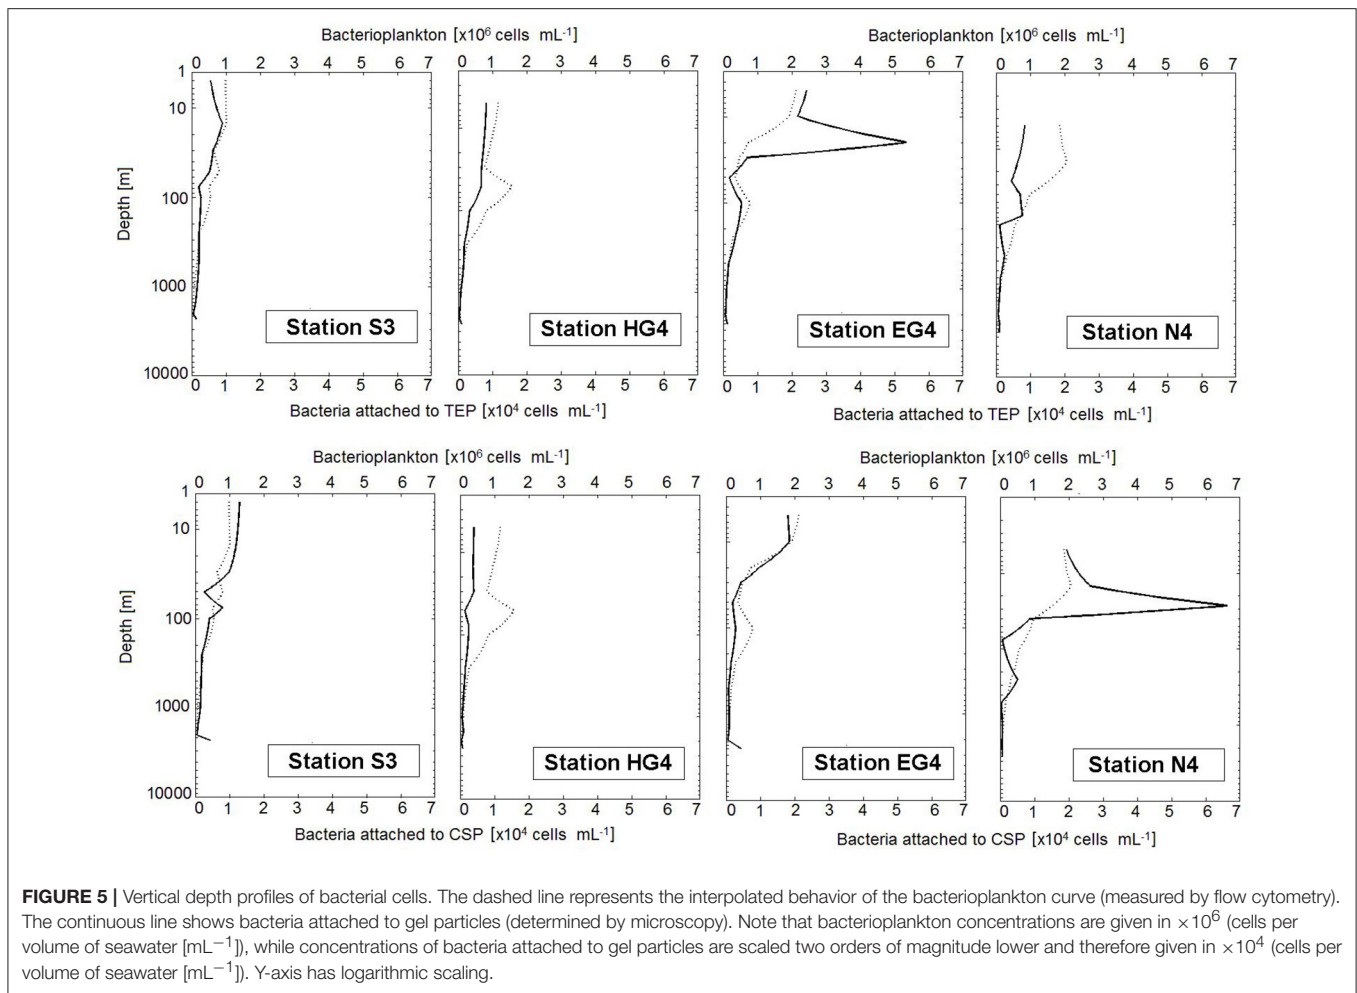 Bacterioplankton [x10⁶ cells mL⁻¹]
Bacterioplankton [x10⁶ cells mL⁻¹]
0 1 2 3 4 5 6 7
0 1 2 3 4 5 6 7
0 1 2 3 4 5 6 7
0 1 2 3 4 5 6 7
1
10
100
1000
10000
Depth [m]
Station S3
Station HG4
Station EG4
Station N4
0 1 2 3 4 5 6 7
0 1 2 3 4 5 6 7
0 1 2 3 4 5 6 7
0 1 2 3 4 5 6 7
Bacteria attached to TEP [x10⁴ cells mL⁻¹]
Bacteria attached to TEP [x10⁴ cells mL⁻¹]
Bacterioplankton [x10⁶ cells mL⁻¹]
Bacterioplankton [x10⁶ cells mL⁻¹]
0 1 2 3 4 5 6 7
0 1 2 3 4 5 6 7
0 1 2 3 4 5 6 7
0 1 2 3 4 5 6 7
1
10
100
1000
10000
Depth [m]
Station S3
Station HG4
Station EG4
Station N4
0 1 2 3 4 5 6 7
0 1 2 3 4 5 6 7
0 1 2 3 4 5 6 7
0 1 2 3 4 5 6 7
Bacteria attached to CSP [x10⁴ cells mL⁻¹]
Bacteria attached to CSP [x10⁴ cells mL⁻¹]
FIGURE 5 | Vertical depth profiles of bacterial cells. The dashed line represents the interpolated behavior of the bacterioplankton curve (measured by flow cytometry).
The continuous line shows bacteria attached to gel particles (determined by microscopy). Note that bacterioplankton concentrations are given in ×10⁶ (cells per
volume of seawater [mL⁻¹]), while concentrations of bacteria attached to gel particles are scaled two orders of magnitude lower and therefore given in ×10⁴ (cells per
volume of seawater [mL⁻¹]). Y-axis has logarithmic scaling.